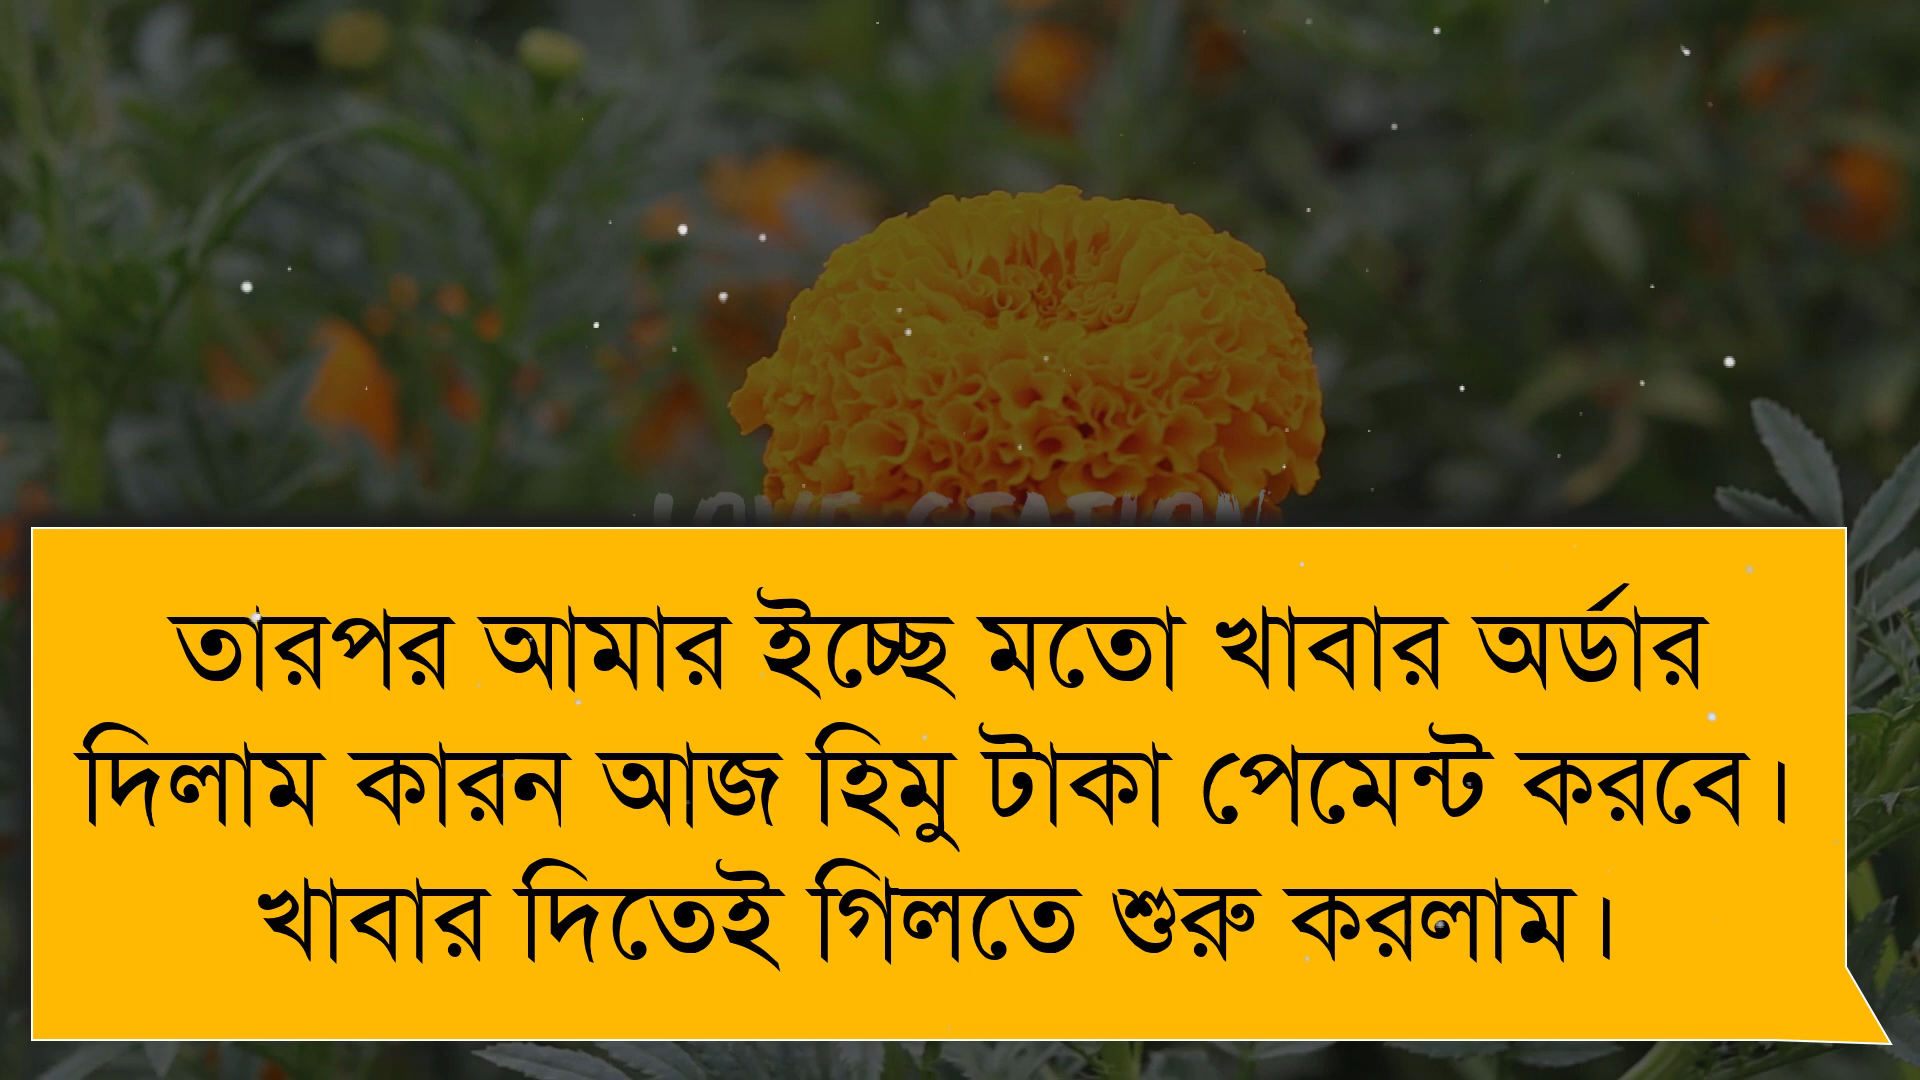 তারপর আমার ইচ্ছে মতো খাবার অর্ডার
দিলাম কারন আজ হিমু টাকা পেমেন্ট করবে।
খাবার দিতেই গিলতে শুরু করলাম।